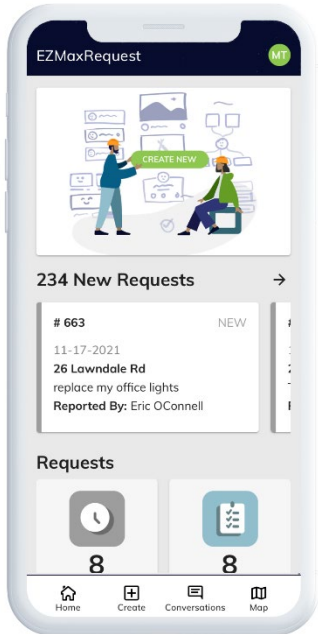 EZMaxRequest
MT
CREATE NEW
234 New Requests
# 663
NEW
11-17-2021
26 Lawndale Rd
replace my office lights
Reported By: Eric OConnell
Requests
8
8
Home
Create
Conversations
Map